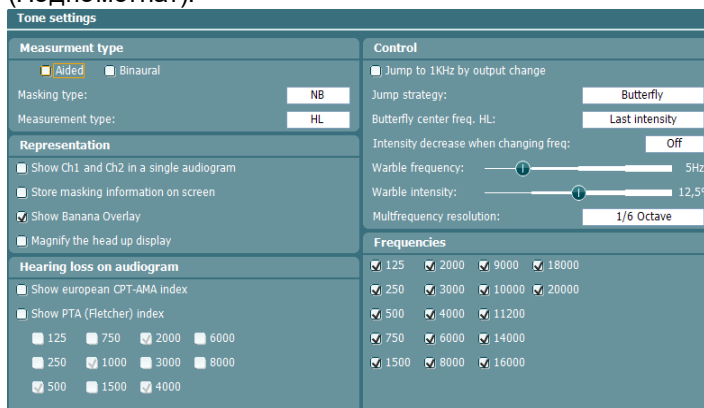 (Подпомогнат).
Tone settings
Measurment type
Aided Binaural
Masking type: NB
Measurement type: HL
Representation
Show Ch1 and Ch2 in a single audiogram
Store masking information on screen
Show Banana Overlay
Magnify the head up display
Hearing loss on audiogram
Show european CPT-AMA index
Show PTA (Fletcher) index
125 750 2000 6000
250 1000 3000 8000
500 1500 4000
Control
Jump to 1KHz by output change
Jump strategy: Butterfly
Butterfly center freq. HL: Last intensity
Intensity decrease when changing freq: Off
Warble frequency: 5Hz
Warble intensity: 12,5%
Multfrequency resolution: 1/6 Octave
Frequencies
125 2000 9000 18000
250 3000 10000 20000
500 4000 11200
750 6000 14000
1500 8000 16000